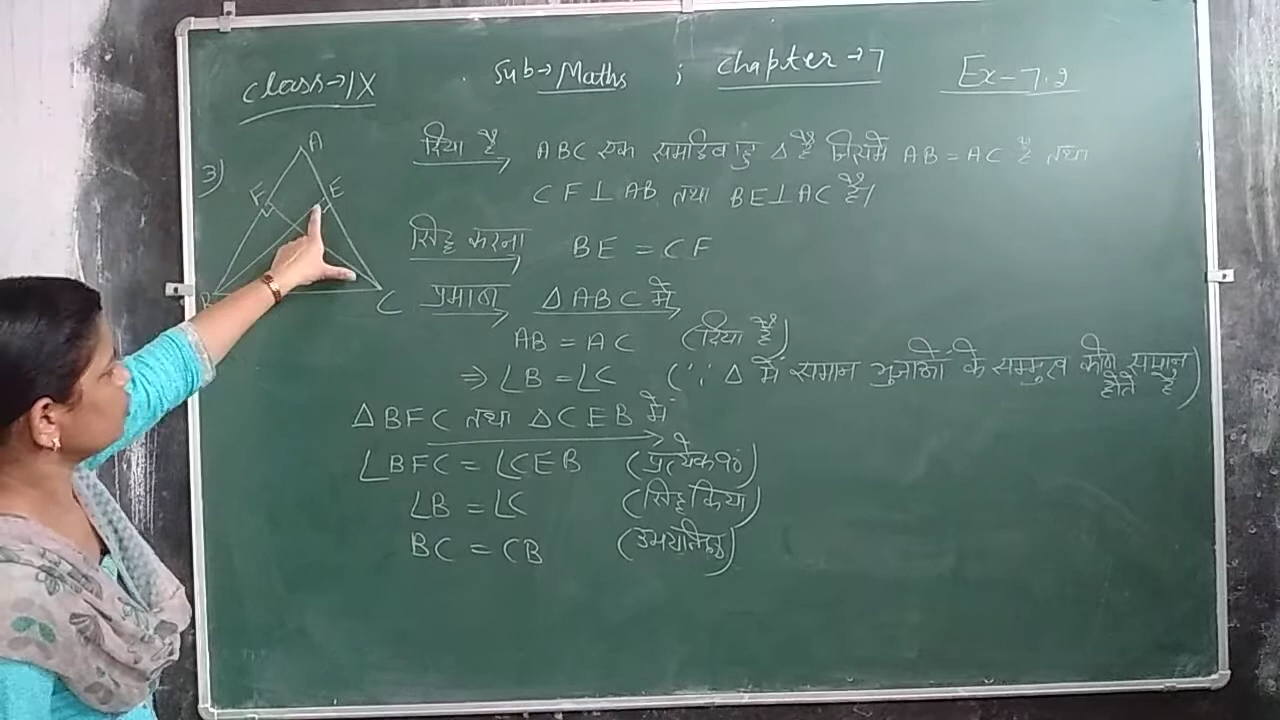 Class→IX Sub→Maths ; Chapter→7 Ex-7.2
3)
A
F E
B C
दिया है, ABC एक समद्विबाहु Δ है जिसमें AB = AC है तथा
CF⊥AB तथा BE⊥AC है।
सिद्ध करना, BE = CF
प्रमाण, ΔABC में,
AB = AC (दिया है)
⇒ ∠B = ∠C (∵ Δ में समान भुजाओं के सम्मुख कोण समान होते है)
ΔBFC तथा ΔCEB में
∠BFC = ∠CEB (प्रत्येक 90)
∠B = ∠C (सिद्ध किया)
BC = CB (उभयनिष्ठ)